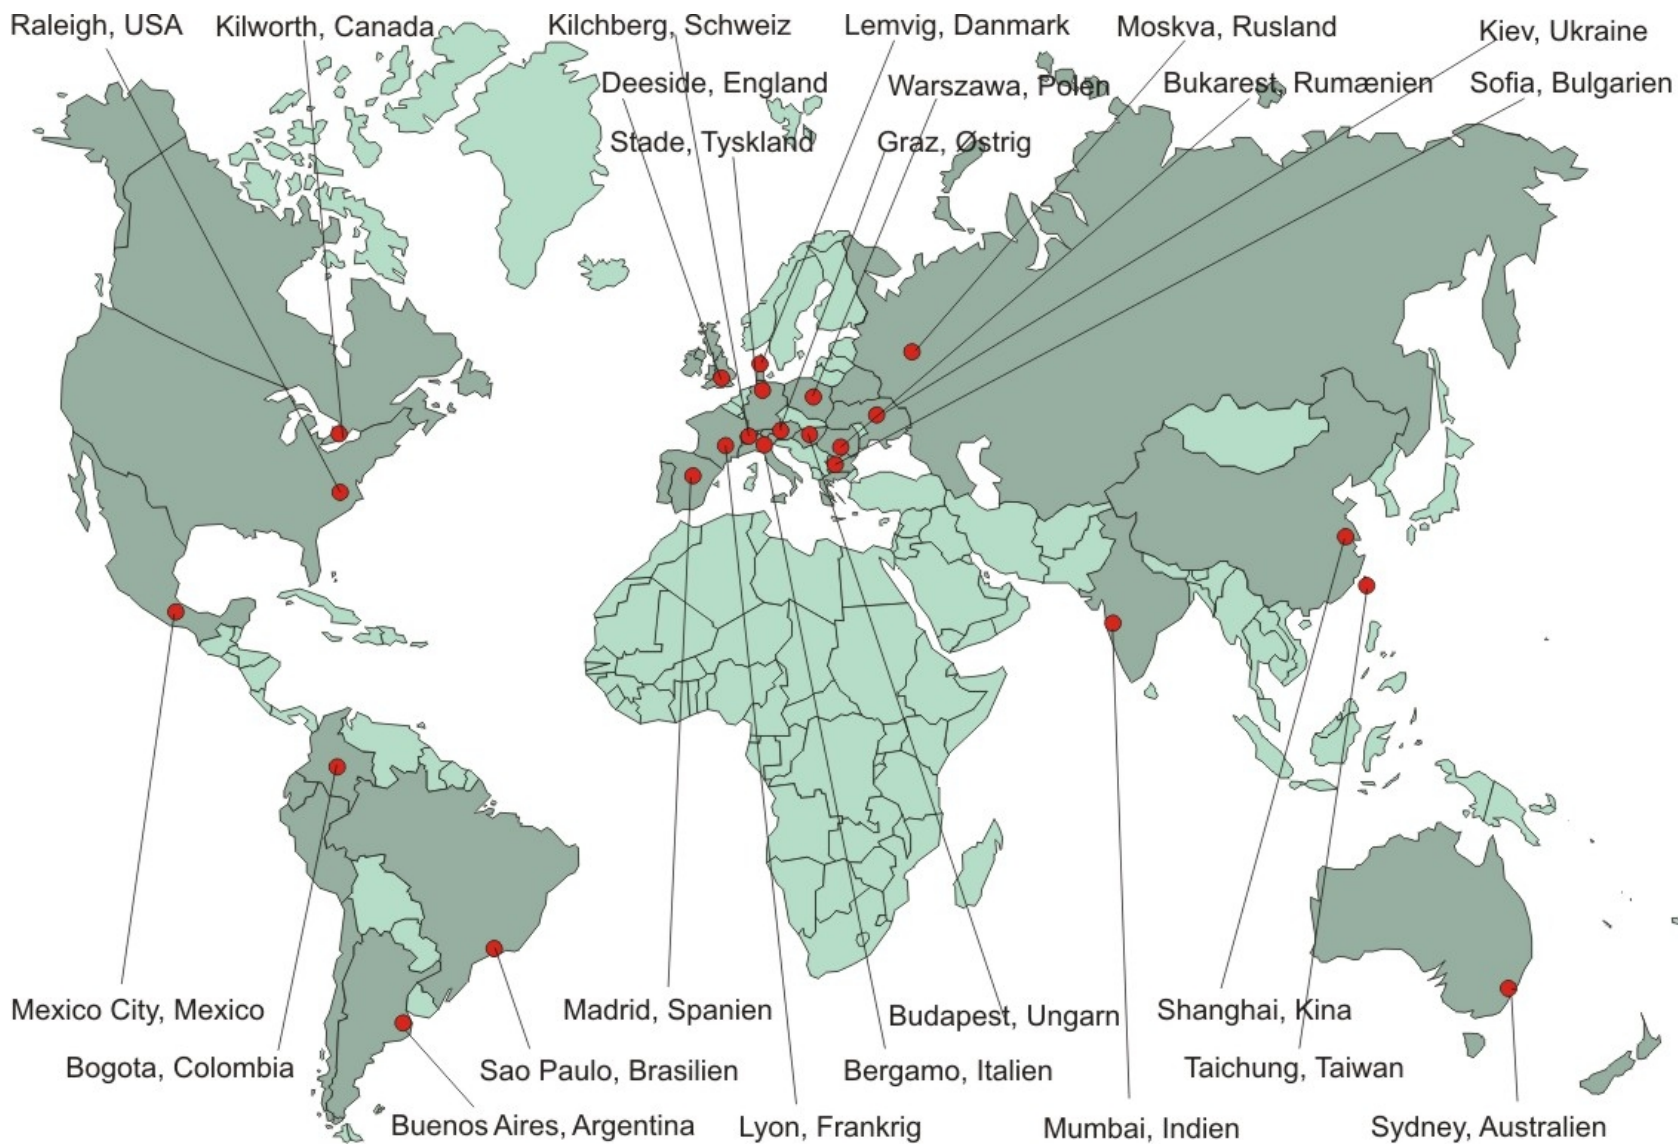 Raleigh, USA
Kilworth, Canada
Kilchberg, Schweiz
Lemvig, Danmark
Moskva, Rusland
Kiev, Ukraine
Deeside, England
Warszawa, Polen
Bukarest, Rumænien
Sofia, Bulgarien
Stade, Tyskland
Graz, Østrig
Mexico City, Mexico
Madrid, Spanien
Budapest, Ungarn
Shanghai, Kina
Bogota, Colombia
Sao Paulo, Brasilien
Bergamo, Italien
Taichung, Taiwan
Buenos Aires, Argentina
Lyon, Frankrig
Mumbai, Indien
Sydney, Australien